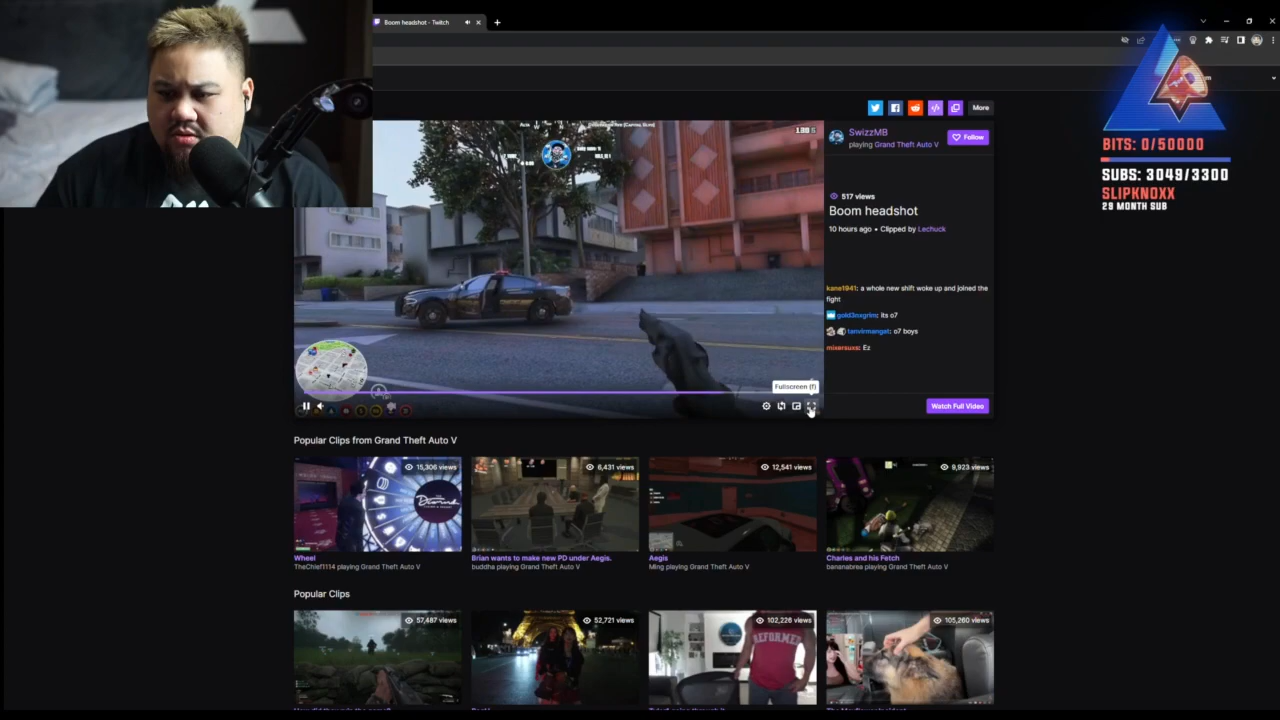 Boom headshot - Twitch
More
SwizzMB
playing Grand Theft Auto V
Follow
517 views
Boom headshot
10 hours ago • Clipped by Lechuck
kane1941: a whole new shift woke up and joined the
fight
gold3nxgrim: its o7
tanvirmangst: o7 boys
mixersuxs: Ez
Fullscreen (f)
Watch Full Video
BITS: 0/50000
SUBS: 3049/3300
SLIPKNOXX
29 MONTH SUB
Popular Clips from Grand Theft Auto V
15,306 views
6,431 views
12,541 views
9,923 views
Wheel
TheChief1114 playing Grand Theft Auto V
Brian wants to make new PD under Aegis.
buddha playing Grand Theft Auto V
Aegis
Ming playing Grand Theft Auto V
Charles and his Fetch
bananabrea playing Grand Theft Auto V
Popular Clips
57,487 views
52,721 views
102,226 views
105,260 views
REFORMED